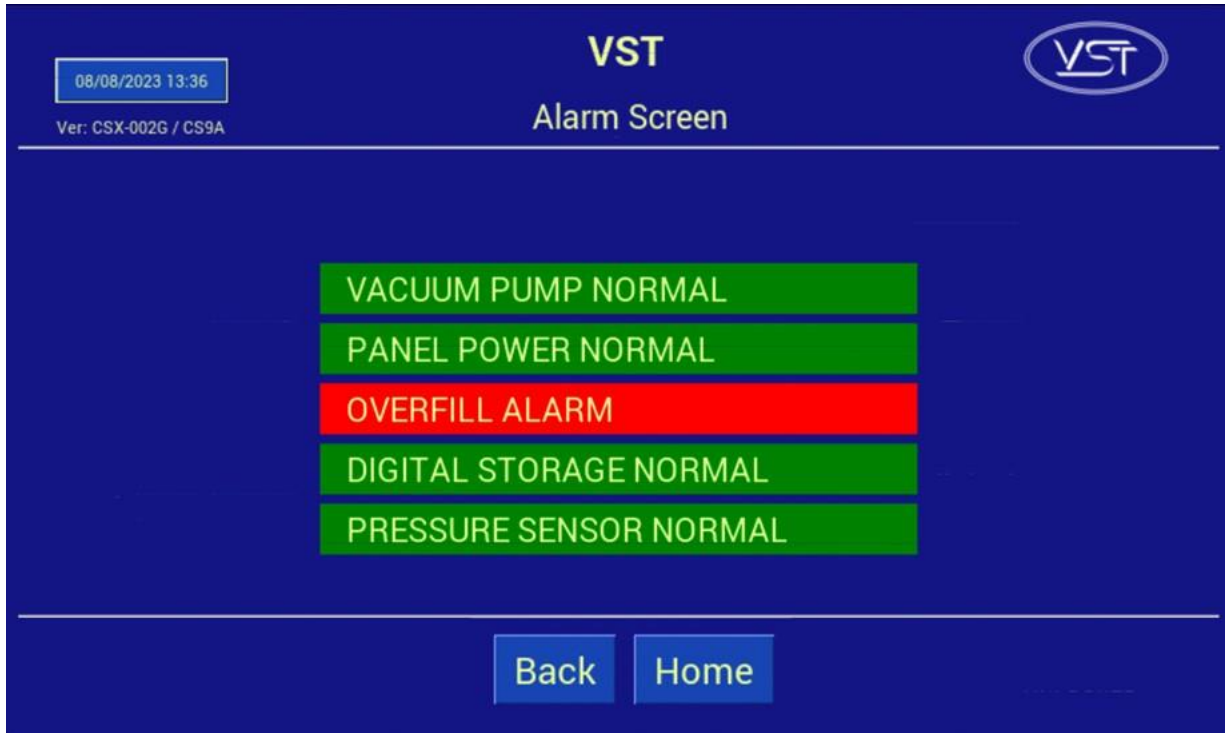 VST
08/08/2023 13:36
Ver: CSX-002G / CS9A
Alarm Screen
VST
VACUUM PUMP NORMAL
PANEL POWER NORMAL
OVERFILL ALARM
DIGITAL STORAGE NORMAL
PRESSURE SENSOR NORMAL
Back
Home